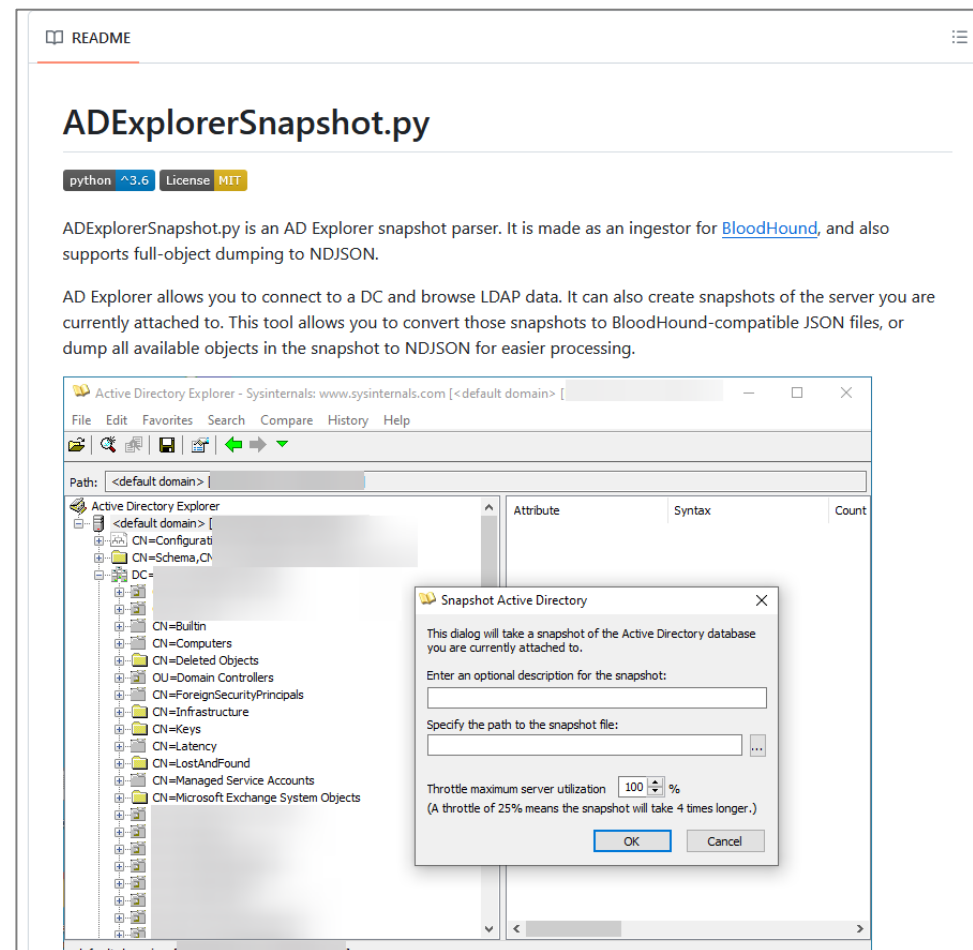 README
ADExplorerSnapshot.py
python ^3.6 License MIT
ADExplorerSnapshot.py is an AD Explorer snapshot parser. It is made as an ingestor for BloodHound, and also
supports full-object dumping to NDJSON.
AD Explorer allows you to connect to a DC and browse LDAP data. It can also create snapshots of the server you are
currently attached to. This tool allows you to convert those snapshots to BloodHound-compatible JSON files, or
dump all available objects in the snapshot to NDJSON for easier processing.
Active Directory Explorer - Sysinternals: www.sysinternals.com [<default domain> [
File Edit Favorites Search Compare History Help
Path: <default domain> [
Active Directory Explorer
<default domain> [
CN=Configurati
CN=Schema,CN
DC=
CN=Builtin
CN=Computers
CN=Deleted Objects
OU=Domain Controllers
CN=ForeignSecurityPrincipals
CN=Infrastructure
CN=Keys
CN=Latency
CN=LostAndFound
CN=Managed Service Accounts
CN=Microsoft Exchange System Objects
Attribute Syntax Count
Snapshot Active Directory
This dialog will take a snapshot of the Active Directory database
you are currently attached to.
Enter an optional description for the snapshot:
Specify the path to the snapshot file:
...
Throttle maximum server utilization 100 %
(A throttle of 25% means the snapshot will take 4 times longer.)
OK Cancel